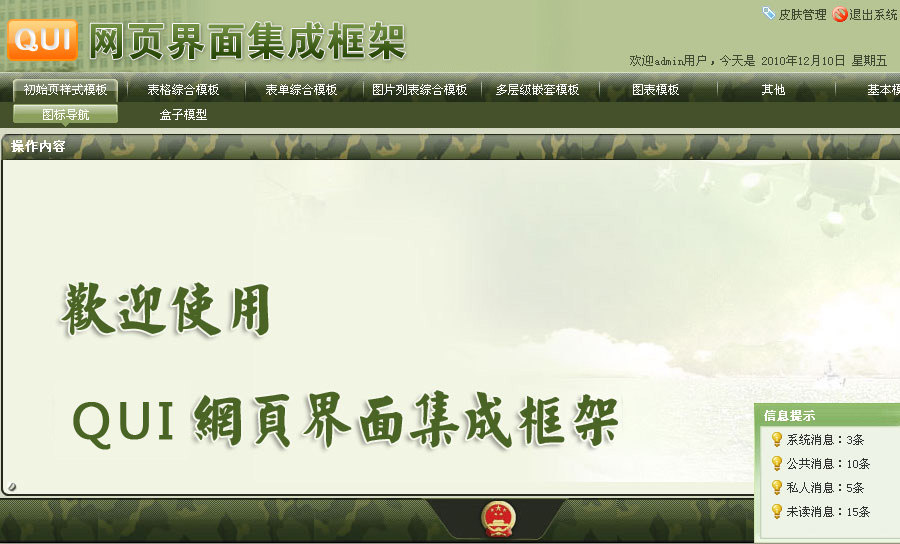 皮肤管理 退出系统
QUI 网页界面集成框架
欢迎admin用户，今天是 2010年12月10日 星期五
初始页样式模板 表格综合模板 表单综合模板 图片列表综合模板 多层级嵌套模板 图表模板 其他 基本模
图标导航 盒子模型
操作内容
歡迎使用
QUI 網頁界面集成框架
信息提示
系统消息：3条
公共消息：10条
私人消息：5条
未读消息：15条